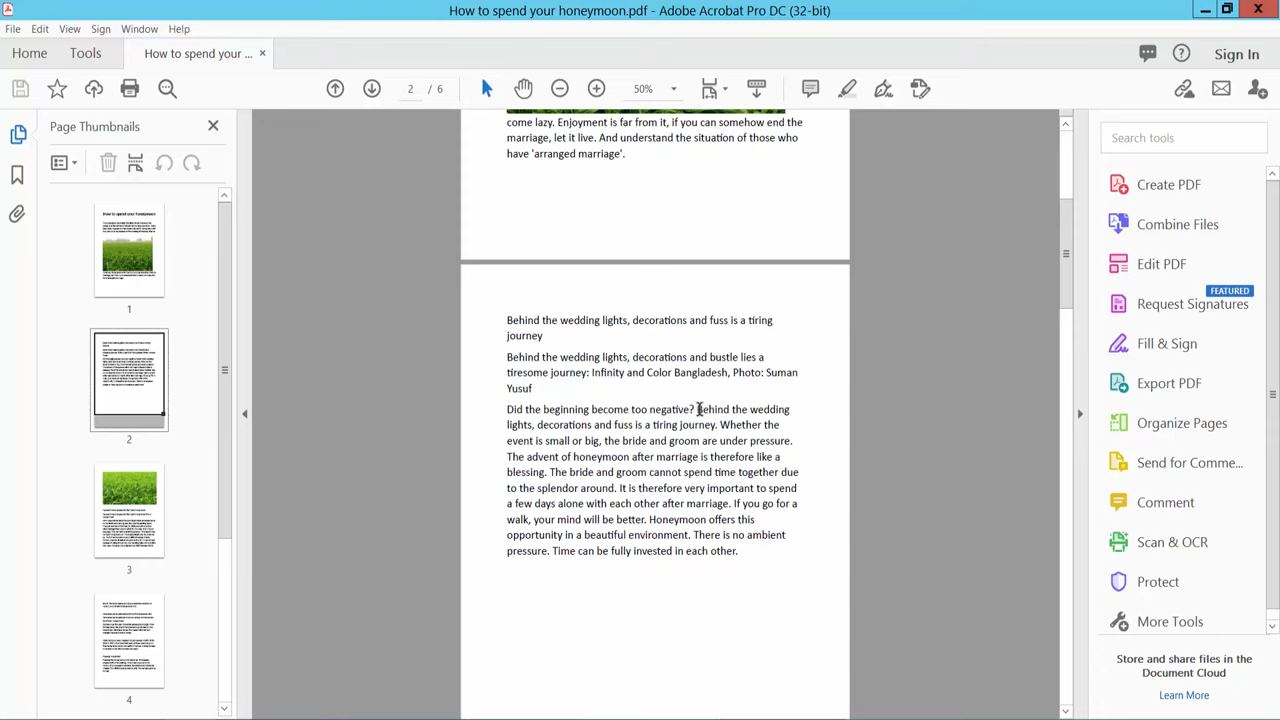 How to spend your honeymoon.pdf - Adobe Acrobat Pro DC (32-bit)
File Edit View Sign Window Help
Home Tools How to spend your ... ×
Sign In
2 / 6
50%
Page Thumbnails
1
2
3
4
come lazy. Enjoyment is far from it, if you can somehow end the
marriage, let it live. And understand the situation of those who
have 'arranged marriage'.
Behind the wedding lights, decorations and fuss is a tiring
journey
Behind the wedding lights, decorations and bustle lies a
tiresome journey: Infinity and Color Bangladesh, Photo: Suman
Yusuf
Did the beginning become too negative? Behind the wedding
lights, decorations and fuss is a tiring journey. Whether the
event is small or big, the bride and groom are under pressure.
The advent of honeymoon after marriage is therefore like a
blessing. The bride and groom cannot spend time together due
to the splendor around. It is therefore very important to spend
a few days alone with each other after marriage. If you go for a
walk, your mind will be better. Honeymoon offers this
opportunity in a beautiful environment. There is no ambient
pressure. Time can be fully invested in each other.
Search tools
Create PDF
Combine Files
Edit PDF
FEATURED
Request Signatures
Fill & Sign
Export PDF
Organize Pages
Send for Comme...
Comment
Scan & OCR
Protect
More Tools
Store and share files in the
Document Cloud
Learn More